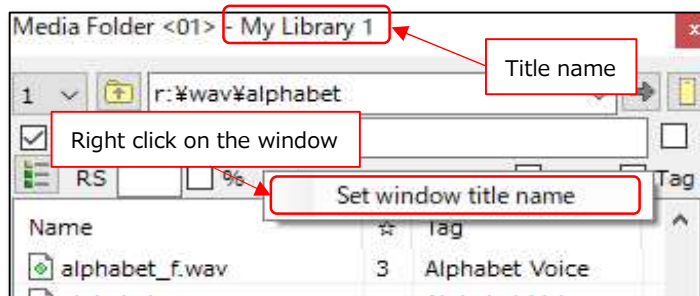 Media Folder <01> - My Library 1
x
Title name
1 r:¥wav¥alphabet
Right click on the window
RS % Tag
Set window title name
Name ☆ Tag
alphabet_f.wav 3 Alphabet Voice